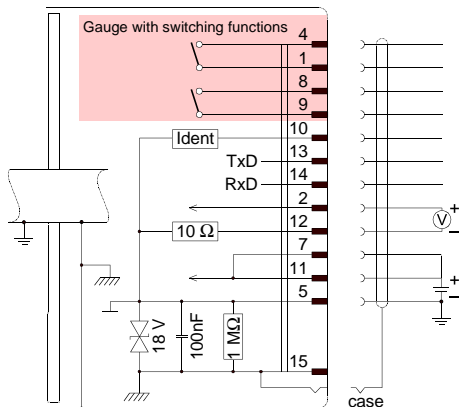 Gauge with switching functions
4
1
8
9
Ident
10
TxD
13
RxD
14
2
+
V
–
10 Ω
12
7
11
+
–
5
18 V
100nF
1 MΩ
15
case